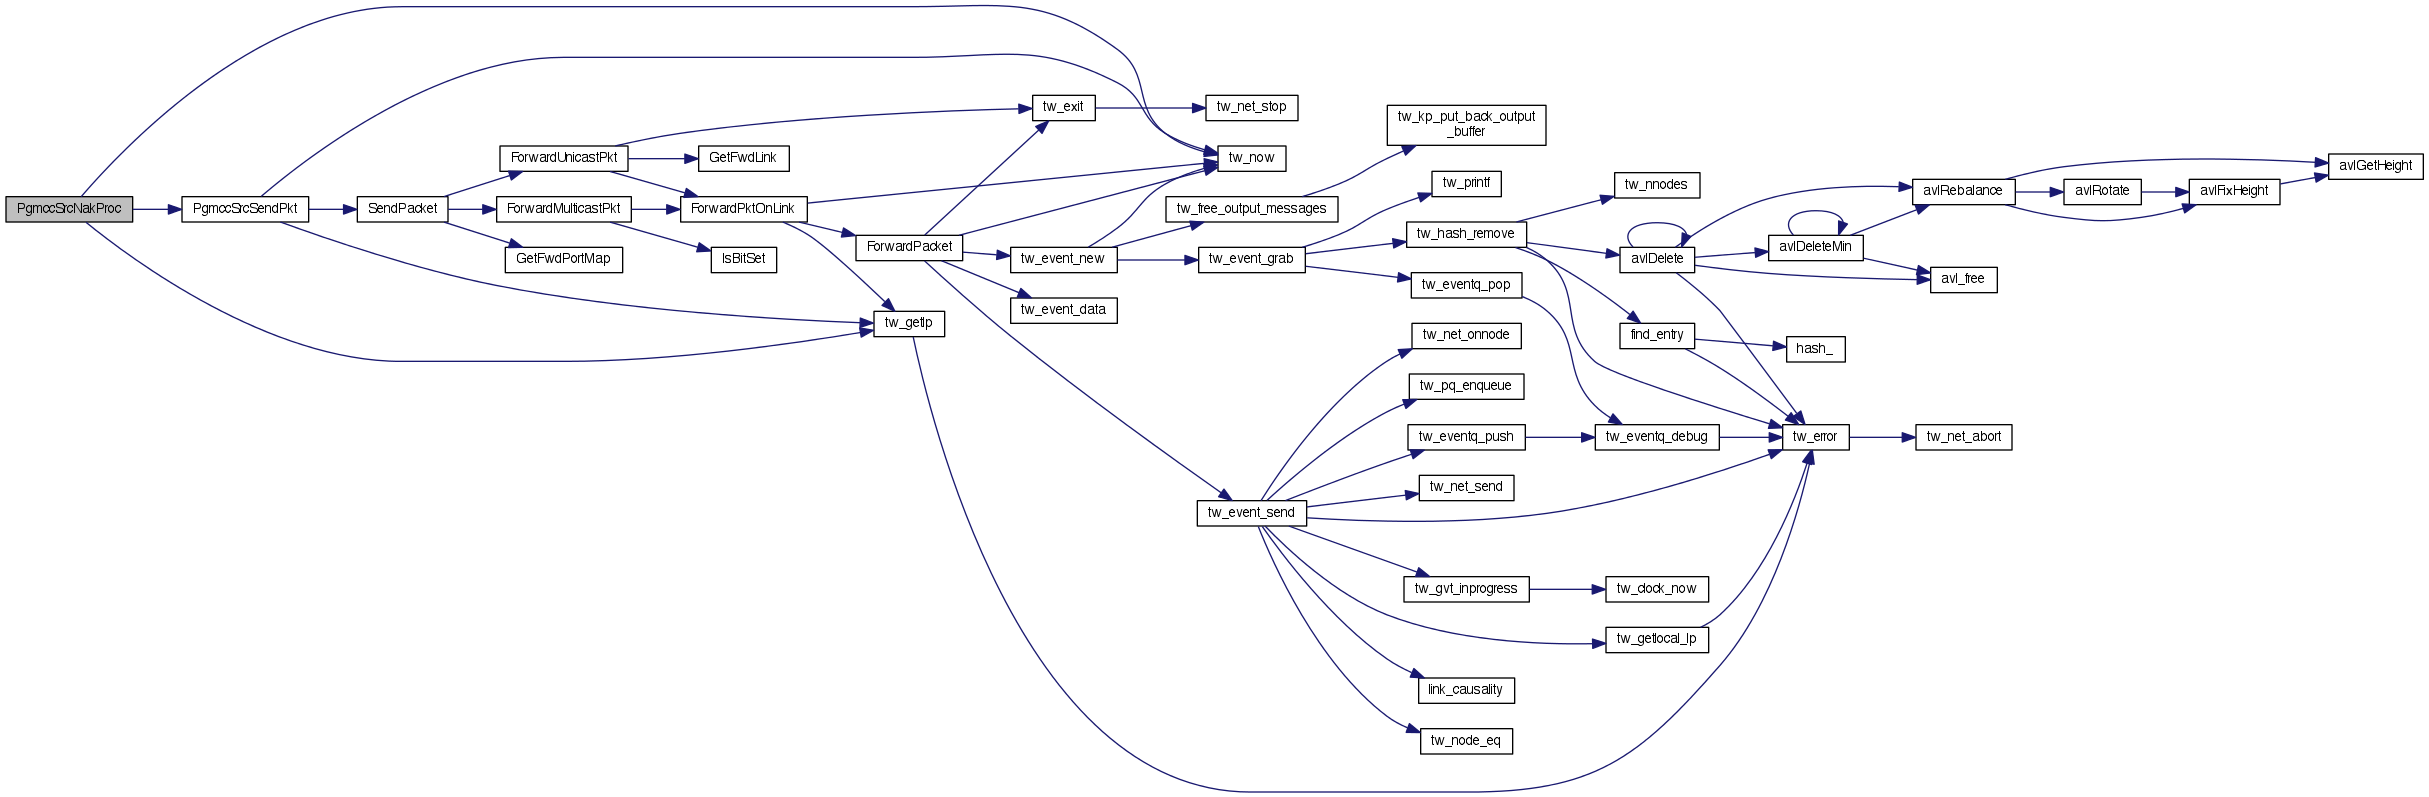 PgmccSrcNakProc
PgmccSrcSendPkt
SendPacket
ForwardUnicastPkt
ForwardMulticastPkt
GetFwdPortMap
GetFwdLink
ForwardPktOnLink
IsBitSet
ForwardPacket
tw_getlp
tw_exit
tw_event_new
tw_event_data
tw_net_stop
tw_now
tw_free_output_messages
tw_event_grab
tw_event_send
tw_kp_put_back_output
_buffer
tw_printf
tw_hash_remove
tw_eventq_pop
tw_net_onnode
tw_pq_enqueue
tw_eventq_push
tw_net_send
tw_gvt_inprogress
link_causality
tw_node_eq
tw_nnodes
avlDelete
find_entry
tw_eventq_debug
tw_clock_now
tw_getlocal_lp
avlDeleteMin
hash_
tw_error
avlRebalance
avl_free
tw_net_abort
avlRotate
avlFixHeight
avlGetHeight